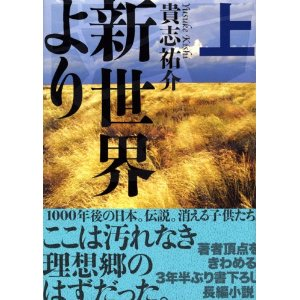 上
貴志祐介
Yusuke Kishi
新世界
より
1000年後の日本。伝説。消える子供たち
ここは汚れなき
理想郷の
はずだった。
著者頂点を
きわめる
3年半ぶり書下ろし
長編小説